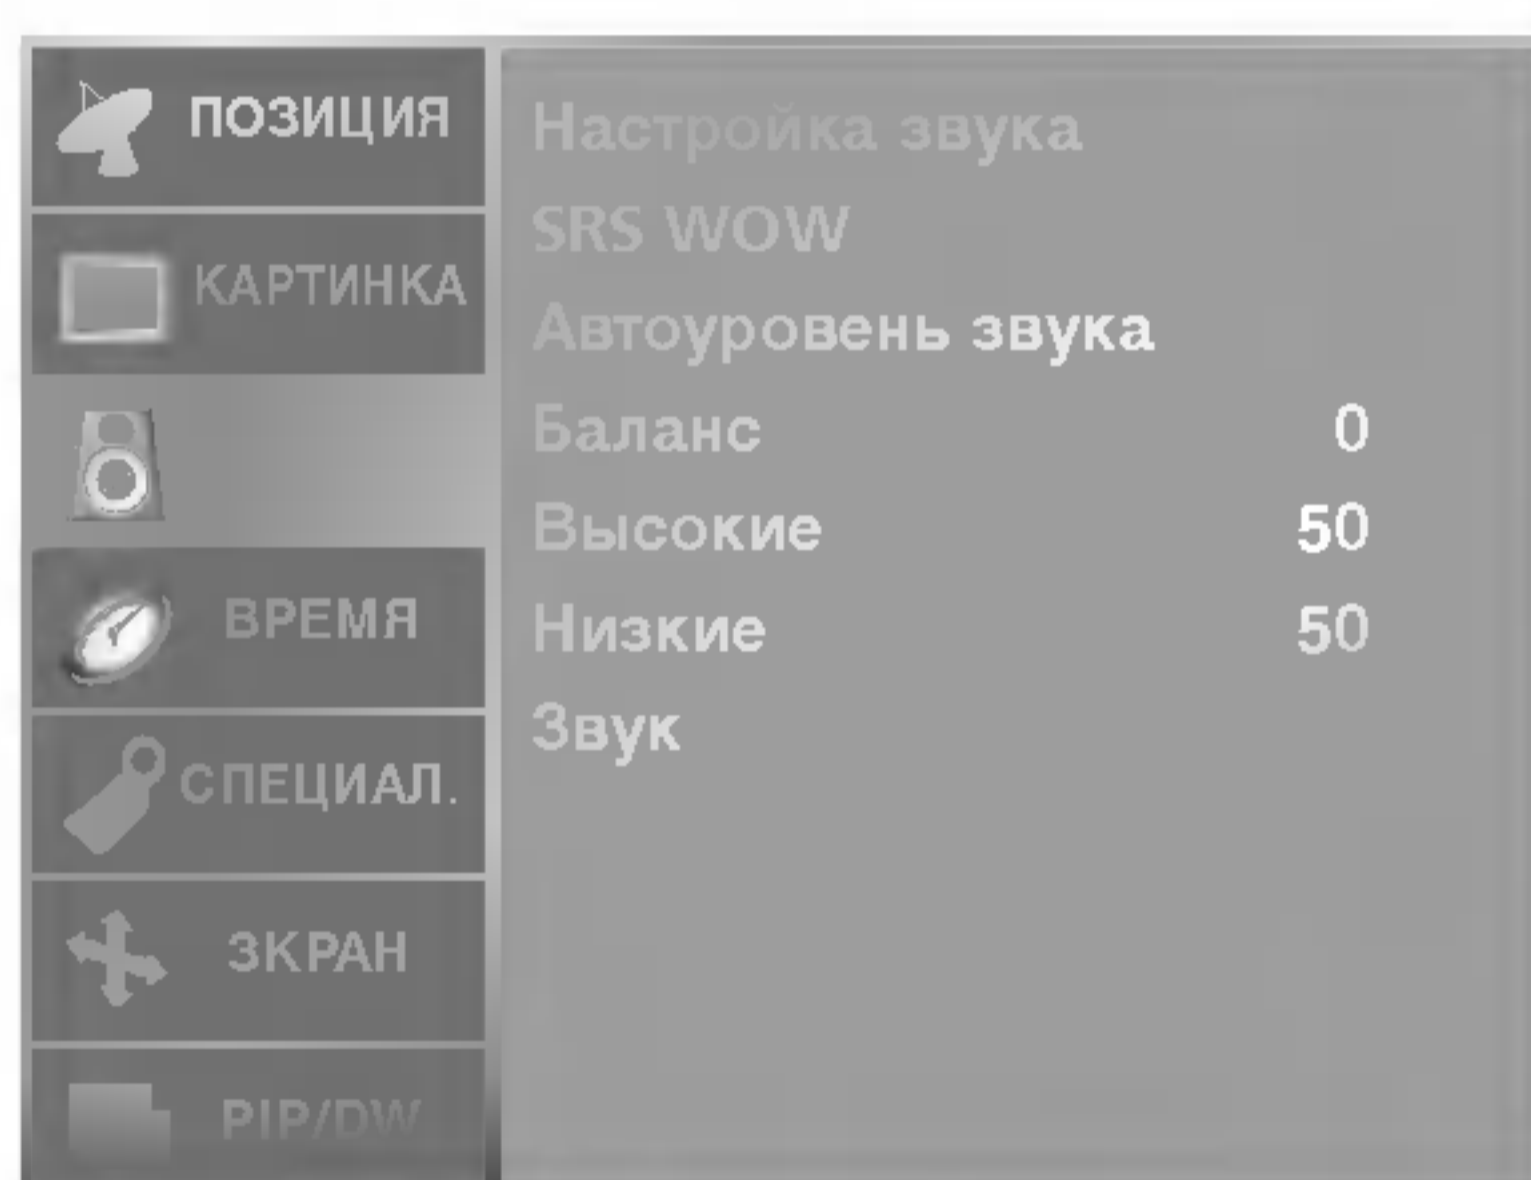 ПОЗИЦИЯ
КАРТИНКА
ВРЕМЯ
СПЕЦИАЛ.
ЗКРАН
PIP/DW
Настройка звука
SRS WOW
Автоуровень звука
Баланс 0
Высокие 50
Низкие 50
Звук